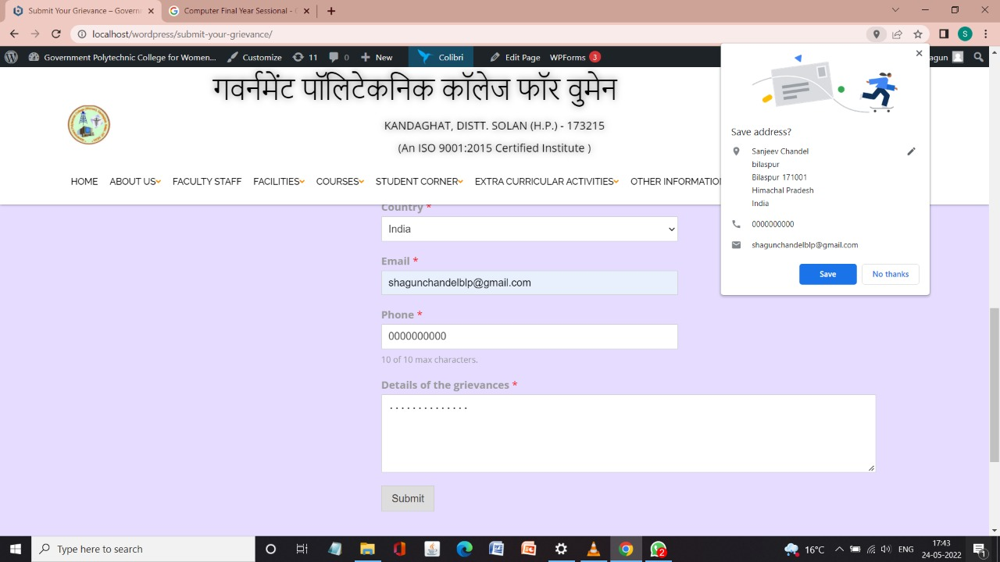 Submit Your Grievance – Govern
Computer Final Year Sessional - C
localhost/wordpress/submit-your-grievance/
Government Polytechnic College for Women...
Customize
11
0
New
Colibri
Edit Page
WPForms 3
agun
गवर्नमेंट पॉलिटेकनिक कॉलेज फॉर वुमेन
KANDAGHAT, DISTT. SOLAN (H.P.) - 173215
(An ISO 9001:2015 Certified Institute )
HOME ABOUT US FACULTY STAFF FACILITIES COURSES STUDENT CORNER EXTRA CURRICULAR ACTIVITIES OTHER INFORMATION
Save address?
Sanjeev Chandel
bilaspur
Bilaspur 171001
Himachal Pradesh
India
0000000000
shagunchandelblp@gmail.com
Save
No thanks
Country *
India
Email *
shagunchandelblp@gmail.com
Phone *
0000000000
10 of 10 max characters.
Details of the grievances *
. . . . . . . . . . . . . .
Submit
Type here to search
2
16°C
ENG
17:43
24-05-2022
1